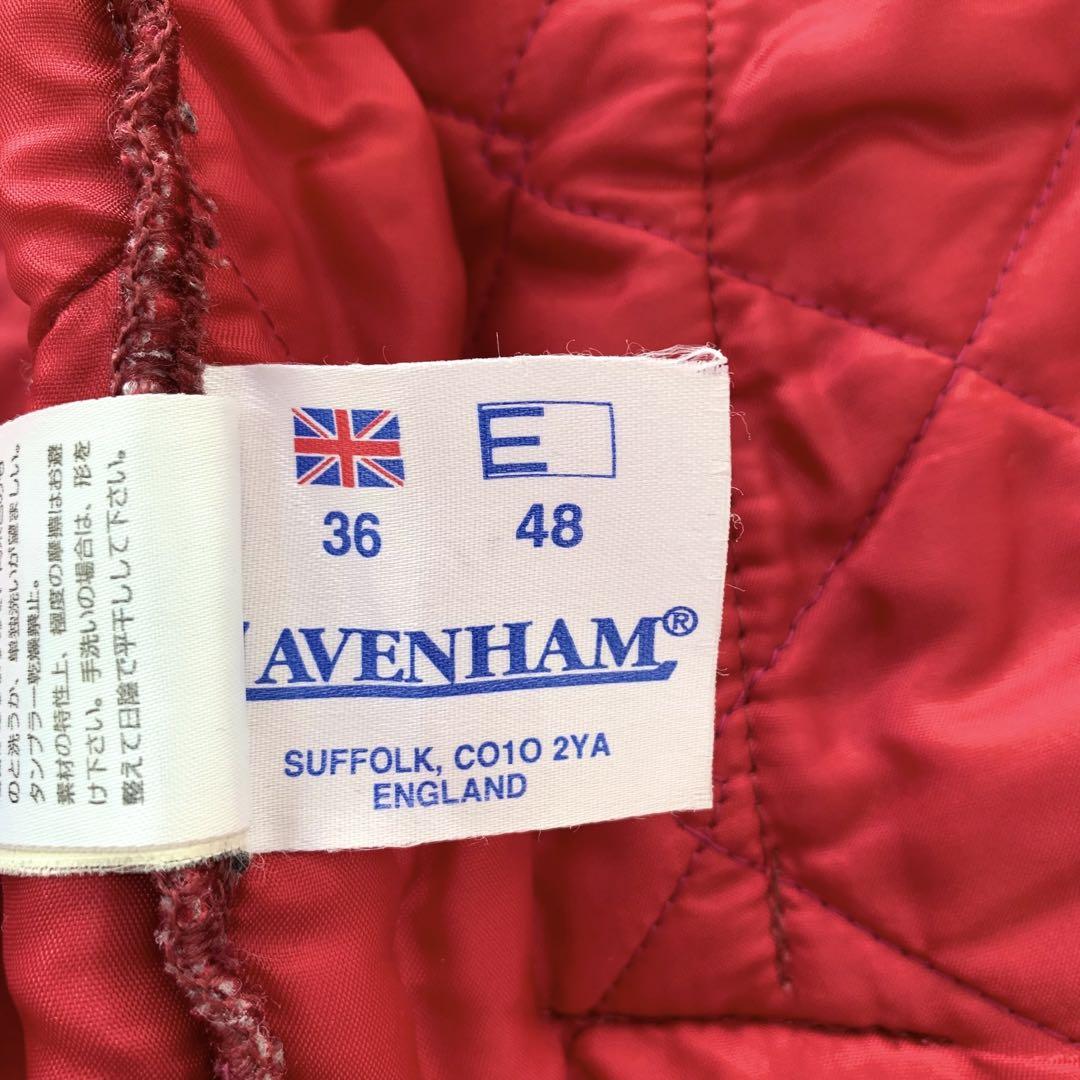 E
36 48
LAVENHAM®
SUFFOLK, CO10 2YA
ENGLAND
のと洗うか、単独洗いが望ましい。
タンブラー乾燥禁止。
素材の特性上、極度の摩擦はお避
け下さい。手洗いの場合は、形を
整えて日陰で平干しして下さい。